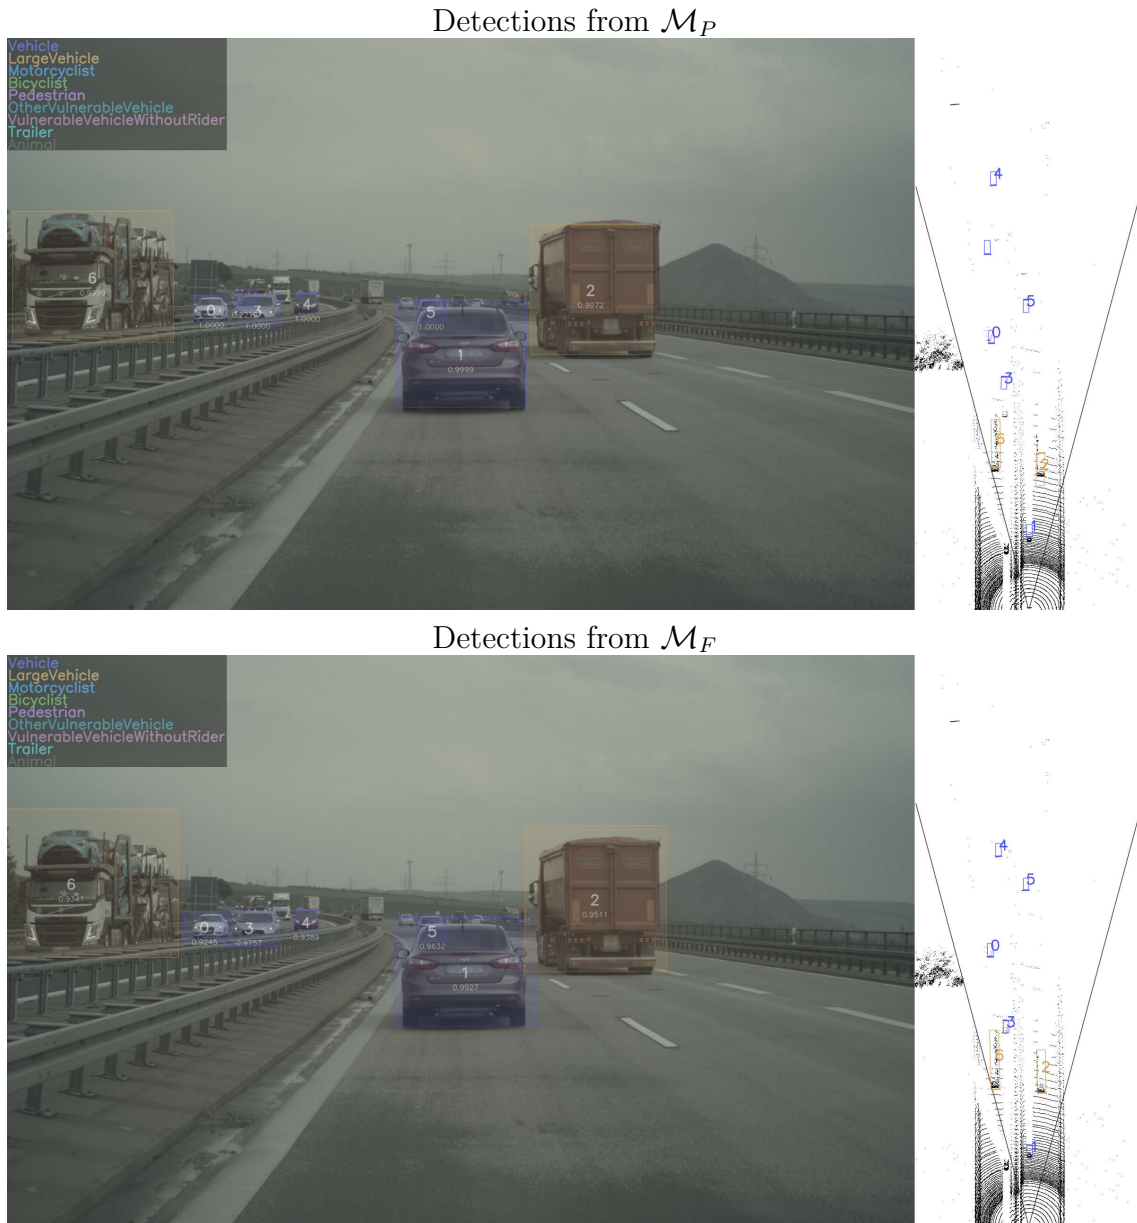 Detections from M_P
Vehicle
LargeVehicle
Motorcyclist
Bicyclist
Pedestrian
OtherVulnerableVehicle
VulnerableVehicleWithoutRider
Trailer
Animal
6
0.9999
0
1.0000
3
1.0000
4
1.0000
5
1.0000
1
0.9999
2
0.9972
4
5
0
3
6
2
1
Detections from M_F
Vehicle
LargeVehicle
Motorcyclist
Bicyclist
Pedestrian
OtherVulnerableVehicle
VulnerableVehicleWithoutRider
Trailer
Animal
6
0.9341
0
0.9245
3
0.9757
4
0.9389
5
0.9632
1
0.9927
2
0.9511
4
5
0
3
6
2
1